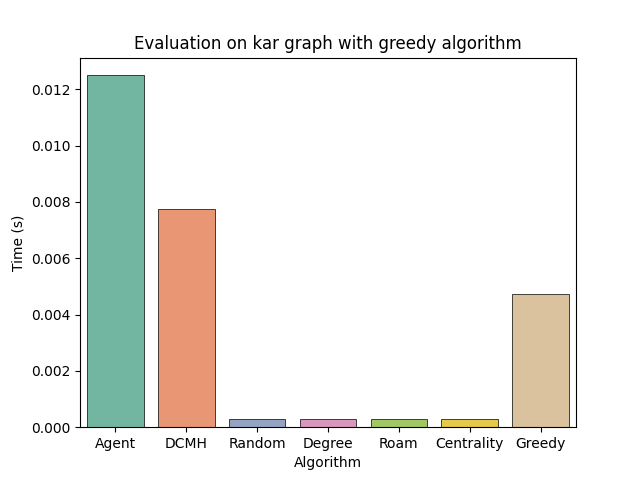 Evaluation on kar graph with greedy algorithm
0.012
0.010
0.008
0.006
0.004
0.002
0.000
Time (s)
Agent DCMH Random Degree Roam Centrality Greedy
Algorithm